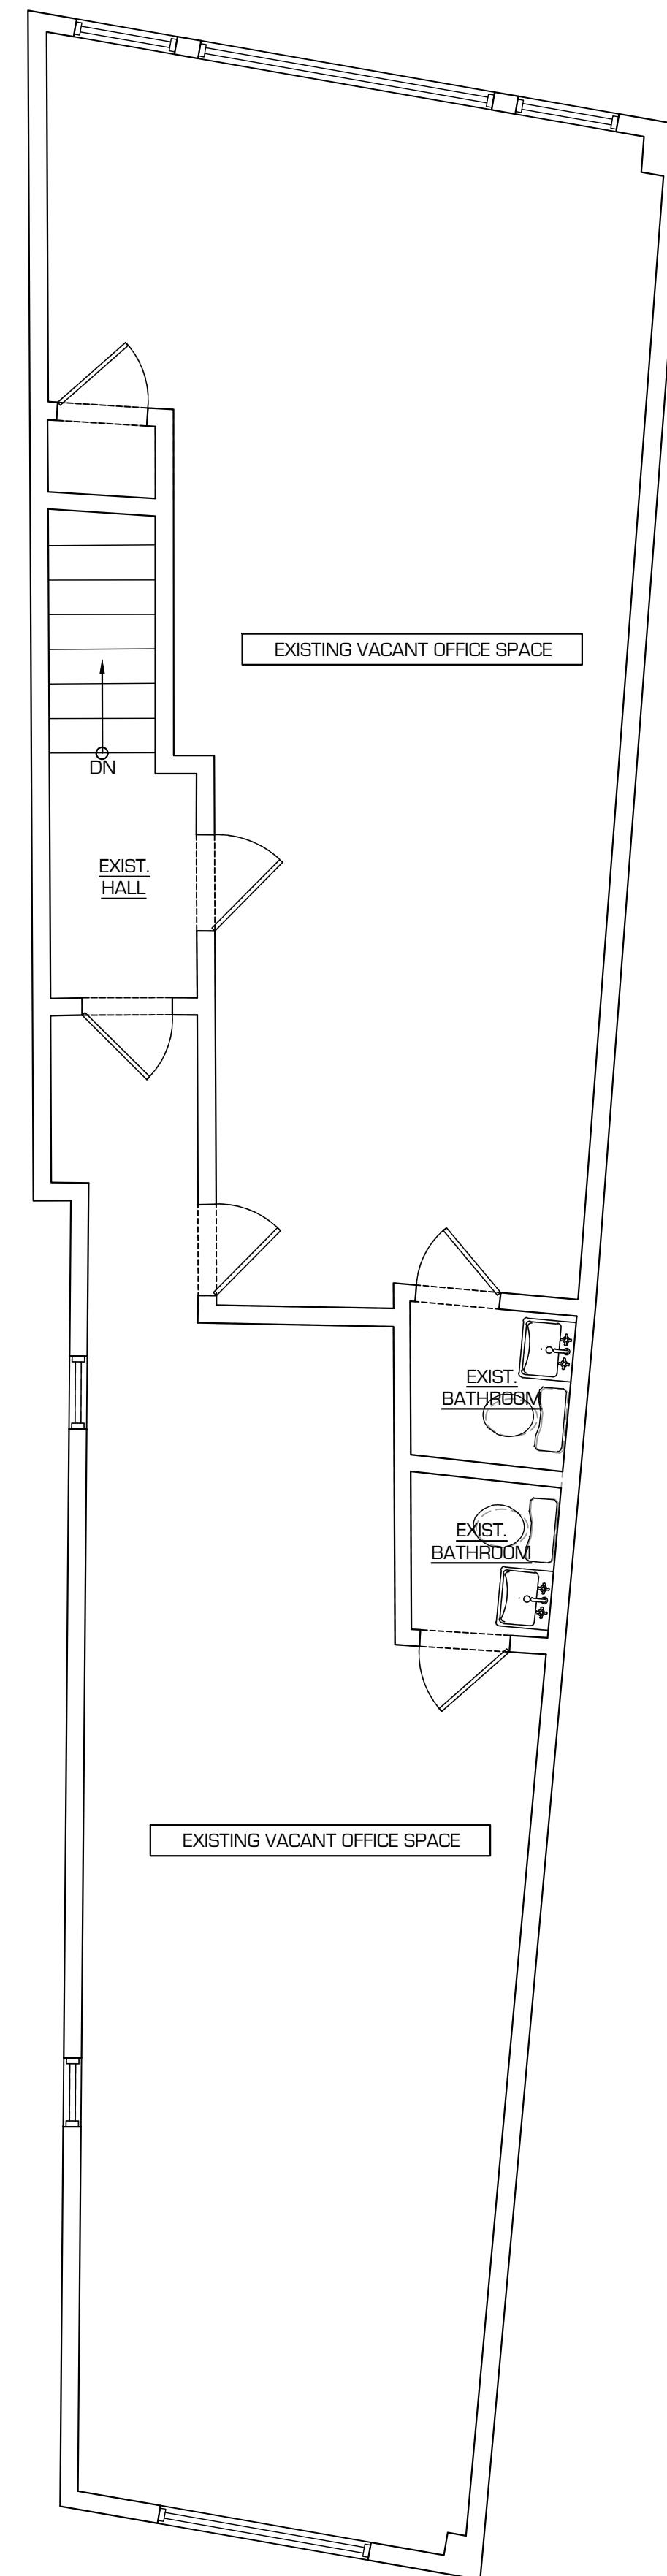 EXISTING VACANT OFFICE SPACE
DN
EXIST.
HALL
EXIST.
BATHROOM
EXIST.
BATHROOM
EXISTING VACANT OFFICE SPACE